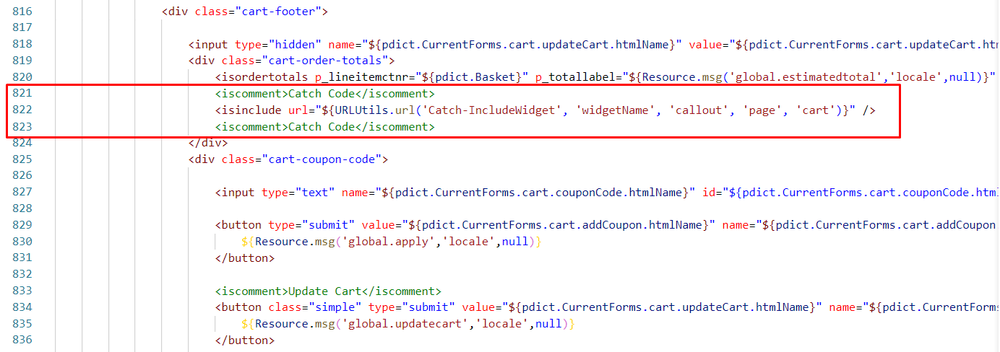 816 <div class="cart-footer">
817
818 <input type="hidden" name="${pdict.CurrentForms.cart.updateCart.htmlName}" value="${pdict.CurrentForms.cart.updateCart.htm
819 <div class="cart-order-totals">
820 <isordertotals p_lineitemctnr="${pdict.Basket}" p_totallabel="${Resource.msg('global.estimatedtotal','locale',null)}"
821 <iscomment>Catch Code</iscomment>
822 <isinclude url="${URLUtils.url('Catch-IncludeWidget', 'widgetName', 'callout', 'page', 'cart')}" />
823 <iscomment>Catch Code</iscomment>
824 </div>
825 <div class="cart-coupon-code">
826
827 <input type="text" name="${pdict.CurrentForms.cart.couponCode.htmlName}" id="${pdict.CurrentForms.cart.couponCode.html
828
829 <button type="submit" value="${pdict.CurrentForms.cart.addCoupon.htmlName}" name="${pdict.CurrentForms.cart.addCoupon.
830 ${Resource.msg('global.apply','locale',null)}
831 </button>
832
833 <iscomment>Update Cart</iscomment>
834 <button class="simple" type="submit" value="${pdict.CurrentForms.cart.updateCart.htmlName}" name="${pdict.CurrentForms
835 ${Resource.msg('global.updatecart','locale',null)}
836 </button>